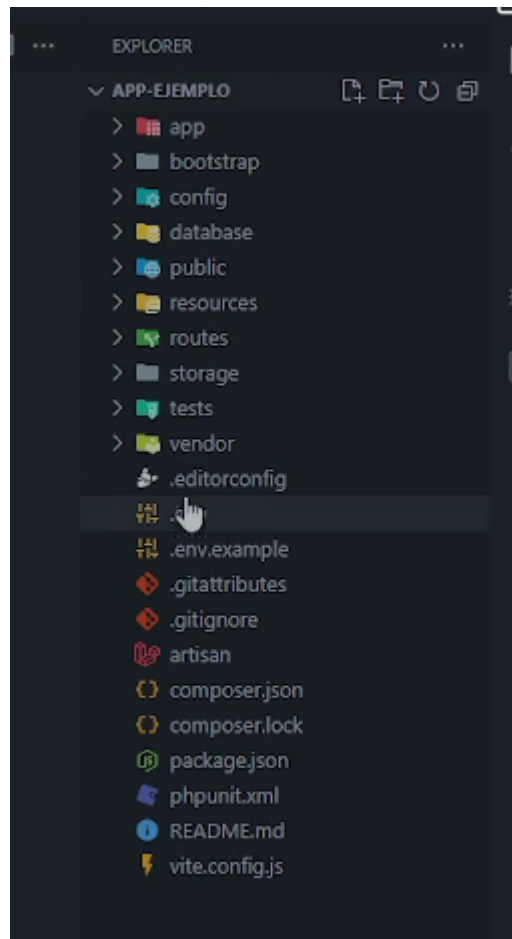 EXPLORER
APP-EJEMPLO
app
bootstrap
config
database
public
resources
routes
storage
tests
vendor
.editorconfig
.env.example
.gitattributes
.gitignore
artisan
composer.json
composer.lock
package.json
phpunit.xml
README.md
vite.config.js